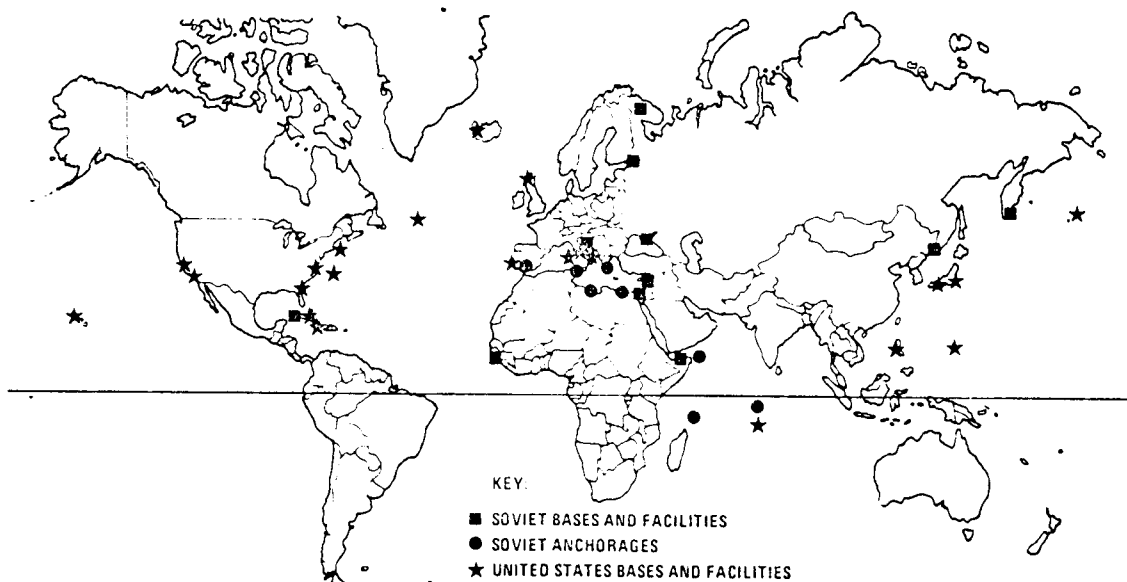 KEY:
SOVIET BASES AND FACILITIES
SOVIET ANCHORAGES
UNITED STATES BASES AND FACILITIES